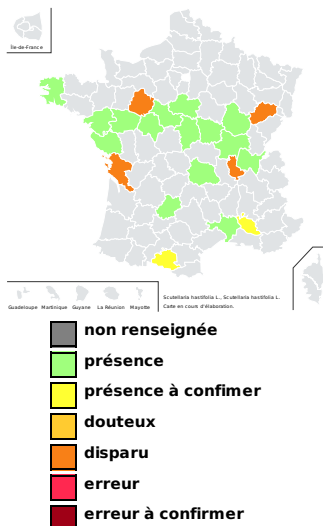 Île-de-France
Guadeloupe Martinique Guyane La Réunion Mayotte
Scutellaria hastifolia L., Scutellaria hastifolia L.
Carte en cours d'élaboration.
non renseignée
présence
présence à confimer
douteux
disparu
erreur
erreur à confirmer